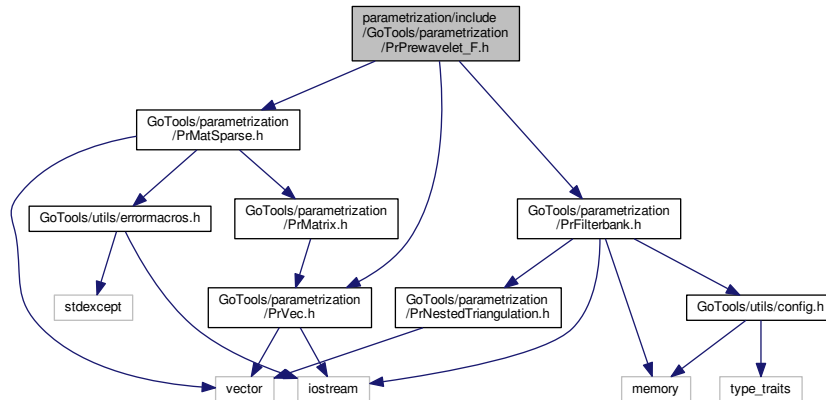 parametrization/include
/GoTools/parametrization
/PrPrewavelet_F.h
GoTools/parametrization
/PrMatSparse.h
GoTools/utils/errormacros.h
GoTools/parametrization
/PrMatrix.h
GoTools/parametrization
/PrFilterbank.h
stdexcept
GoTools/parametrization
/PrVec.h
GoTools/parametrization
/PrNestedTriangulation.h
GoTools/utils/config.h
vector
iostream
memory
type_traits